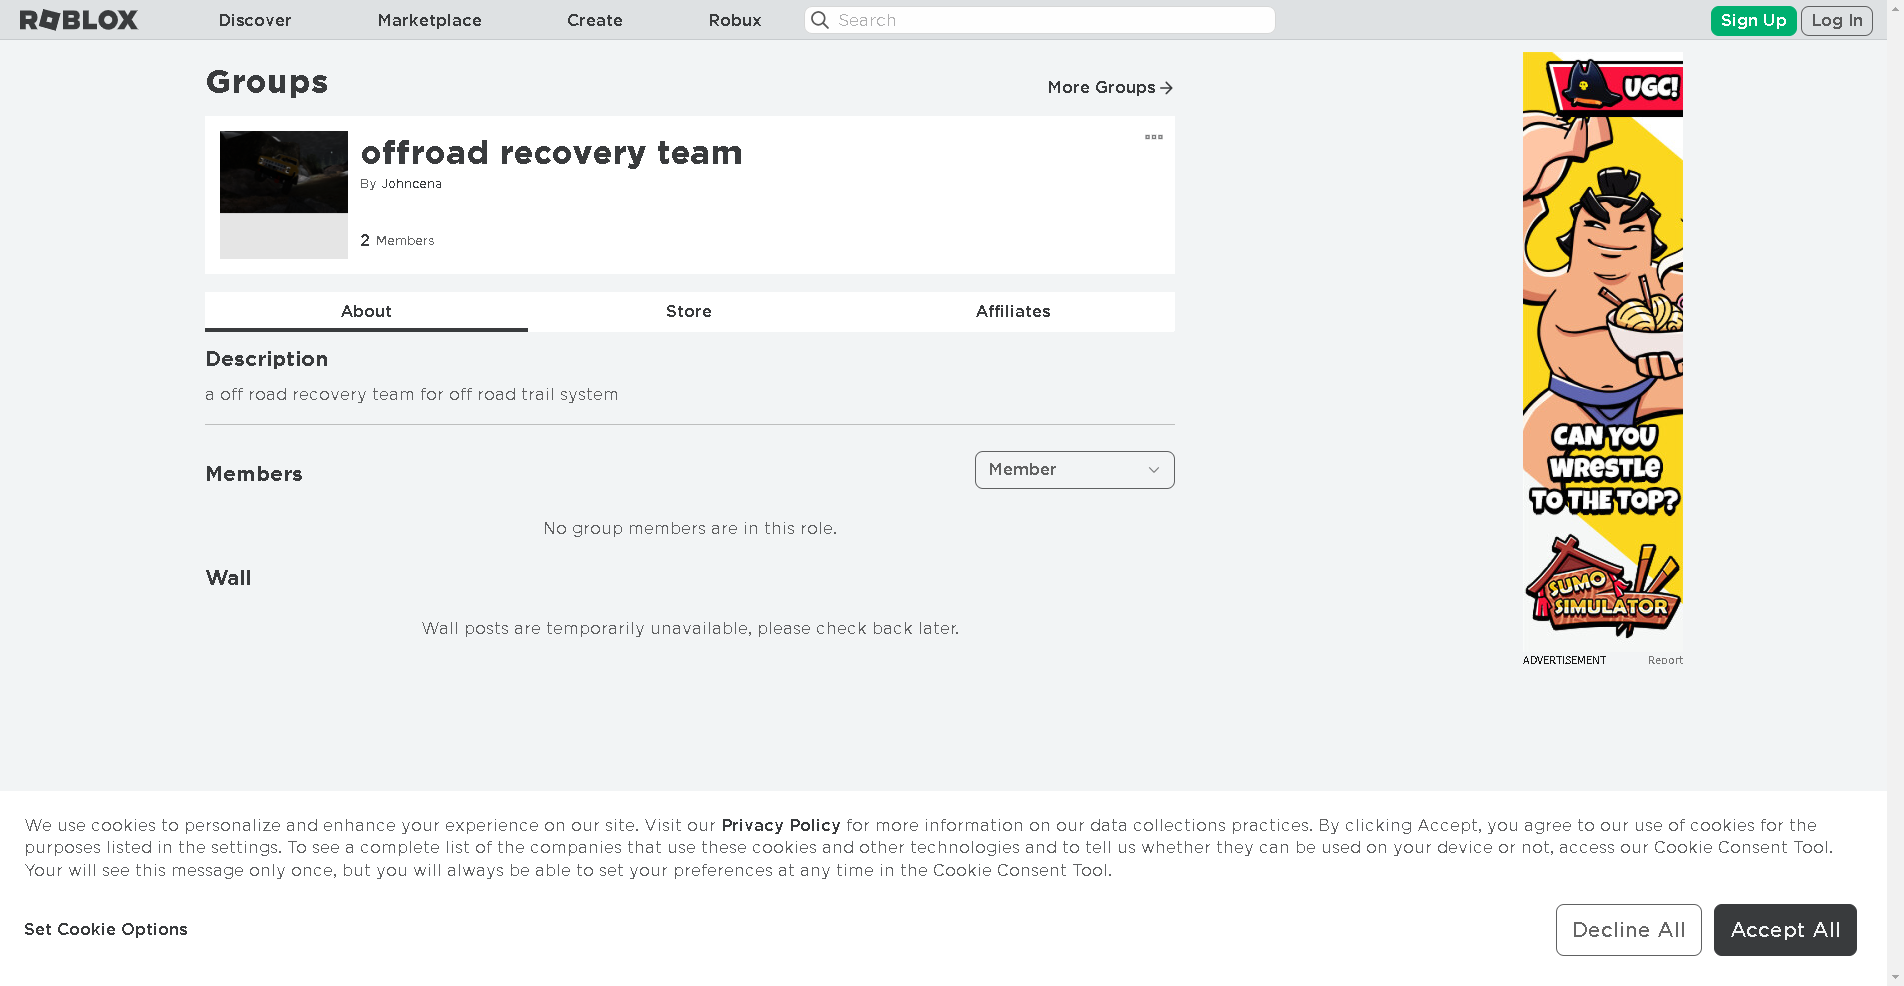 ROBLOX
Discover
Marketplace
Create
Robux
Search
Sign Up
Log In
Groups
More Groups
offroad recovery team
By Johncena
2 Members
About
Store
Affiliates
Description
a off road recovery team for off road trail system
Members
Member
No group members are in this role.
Wall
Wall posts are temporarily unavailable, please check back later.
UGC!
CAN YOU
WRESTLE
TO THE TOP?
SUMO
SIMULATOR
ADVERTISEMENT
Report
We use cookies to personalize and enhance your experience on our site. Visit our Privacy Policy for more information on our data collections practices. By clicking Accept, you agree to our use of cookies for the
purposes listed in the settings. To see a complete list of the companies that use these cookies and other technologies and to tell us whether they can be used on your device or not, access our Cookie Consent Tool.
Your will see this message only once, but you will always be able to set your preferences at any time in the Cookie Consent Tool.
Set Cookie Options
Decline All
Accept All